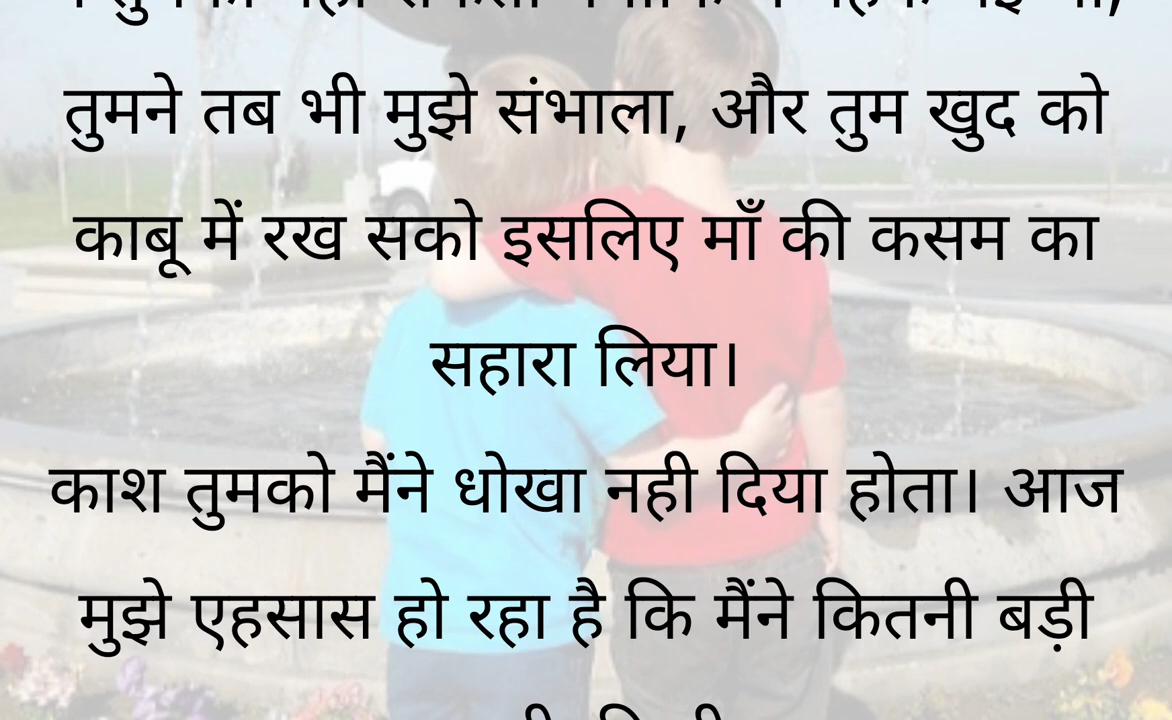 तुमने तब भी मुझे संभाला, और तुम खुद को
काबू में रख सको इसलिए माँ की कसम का
सहारा लिया।
काश तुमको मैंने धोखा नही दिया होता। आज
मुझे एहसास हो रहा है कि मैंने कितनी बड़ी